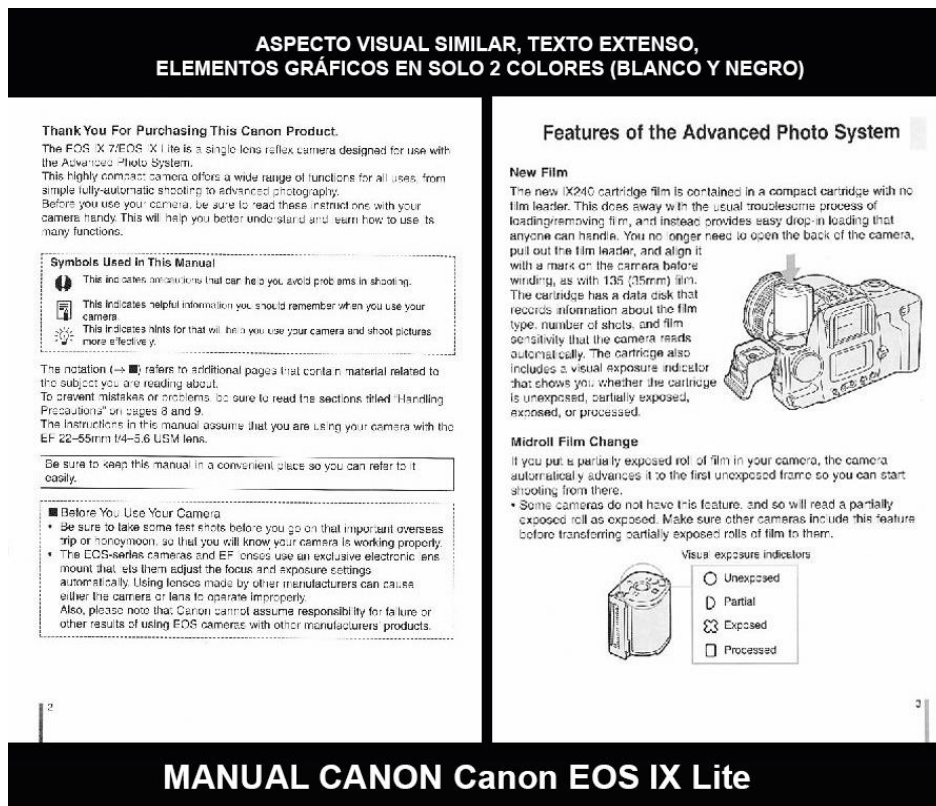 ASPECTO VISUAL SIMILAR, TEXTO EXTENSO,
ELEMENTOS GRÁFICOS EN SOLO 2 COLORES (BLANCO Y NEGRO)
Thank You For Purchasing This Canon Product.
The EOS IX 7/EOS IX Lite is a single lens reflex camera designed for use with
the Advanced Photo System.
This highly compact camera offers a wide range of functions for all uses, from
simple fully-automatic shooting to advanced photography.
Before you use your camera, be sure to read these instructions with your
camera handy. This will help you better understand and learn how to use its
many functions.
Symbols Used in This Manual
This indicates precautions that can help you avoid problems in shooting.
This indicates helpful information you should remember when you use your
camera.
This indicates hints for that will help you use your camera and shoot pictures
more effectively.
The notation (→ ■) refers to additional pages that contain material related to
the subject you are reading about.
To prevent mistakes or problems, be sure to read the sections titled "Handling
Precautions" on pages 8 and 9.
The instructions in this manual assume that you are using your camera with the
EF 22–55mm f/4–5.6 USM lens.
Be sure to keep this manual in a convenient place so you can refer to it
easily.
■ Before You Use Your Camera
• Be sure to take some test shots before you go on that important overseas
trip or honeymoon, so that you will know your camera is working properly.
• The EOS-series cameras and EF lenses use an exclusive electronic lens
mount that lets them adjust the focus and exposure settings
automatically. Using lenses made by other manufacturers can cause
either the camera or lens to operate improperly.
Also, please note that Canon cannot assume responsibility for failure or
other results of using EOS cameras with other manufacturers' products.
2
Features of the Advanced Photo System
New Film
The new IX240 cartridge film is contained in a compact cartridge with no
film leader. This does away with the usual troublesome process of
loading/removing film, and instead provides easy drop-in loading that
anyone can handle. You no longer need to open the back of the camera,
pull out the film leader, and align it
with a mark on the camera before
winding, as with 135 (35mm) film.
The cartridge has a data disk that
records information about the film
type, number of shots, and film
sensitivity that the camera reads
automatically. The cartridge also
includes a visual exposure indicator
that shows you whether the cartridge
is unexposed, partially exposed,
exposed, or processed.
Midroll Film Change
If you put a partially exposed roll of film in your camera, the camera
automatically advances it to the first unexposed frame so you can start
shooting from there.
• Some cameras do not have this feature, and so will read a partially
exposed roll as exposed. Make sure other cameras include this feature
before transferring partially exposed rolls of film to them.
Visual exposure indicators
Unexposed
Partial
Exposed
Processed
3
MANUAL CANON Canon EOS IX Lite